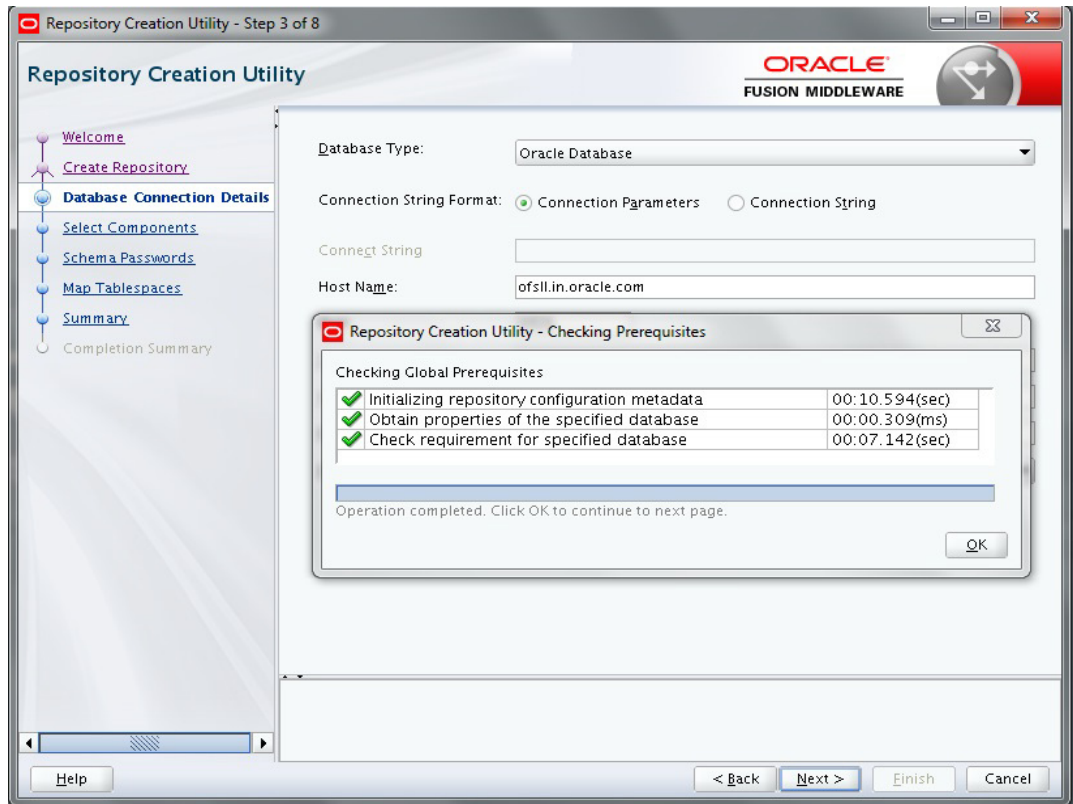 Repository Creation Utility - Step 3 of 8
Repository Creation Utility
ORACLE
FUSION MIDDLEWARE
Welcome
Create Repository
Database Connection Details
Select Components
Schema Passwords
Map Tablespaces
Summary
Completion Summary
Database Type: Oracle Database
Connection String Format: Connection Parameters Connection String
Connect String
Host Name: ofsll.in.oracle.com
Repository Creation Utility - Checking Prerequisites
Checking Global Prerequisites
Initializing repository configuration metadata 00:10.594(sec)
Obtain properties of the specified database 00:00.309(ms)
Check requirement for specified database 00:07.142(sec)
Operation completed. Click OK to continue to next page.
OK
Help
< Back Next > Finish Cancel